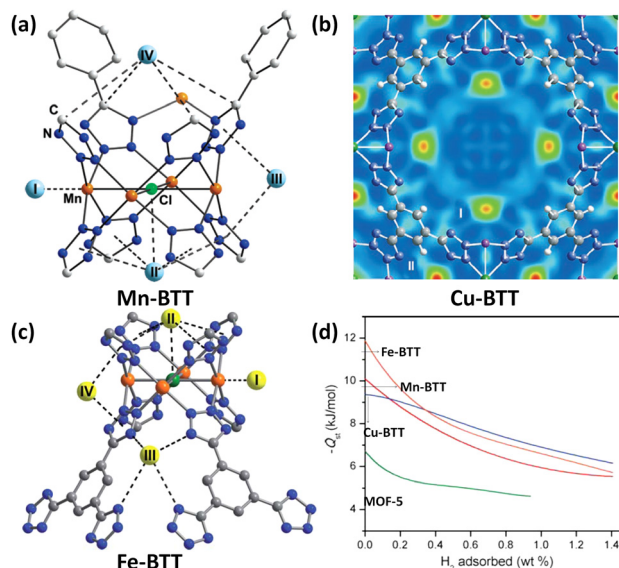 (a)
IV
C
N
I
Mn
Cl
III
II
Mn-BTT
(b)
I
II
Cu-BTT
(c)
II
IV
I
III
Fe-BTT
(d)
-Qst (kJ/mol)
12
10
8
6
4
Fe-BTT
Mn-BTT
Cu-BTT
MOF-5
0.0 0.2 0.4 0.6 0.8 1.0 1.2 1.4
H2 adsorbed (wt %)